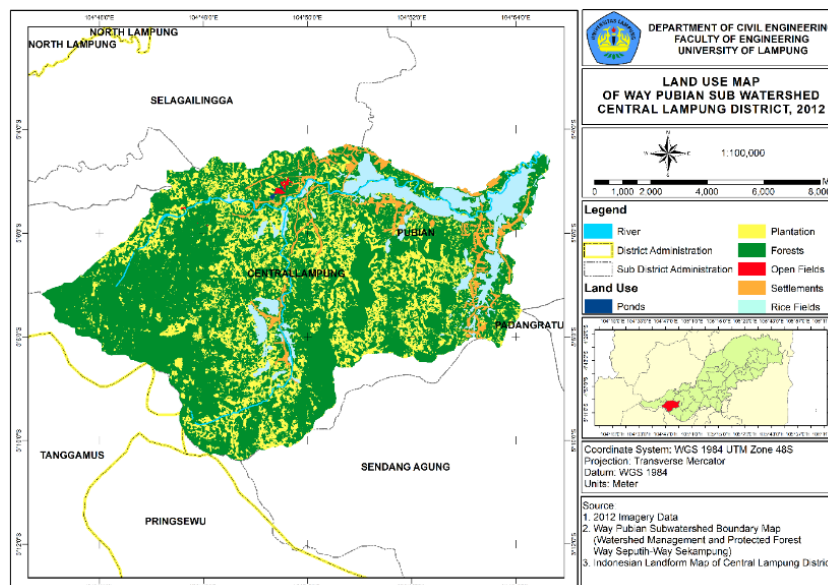 DEPARTMENT OF CIVIL ENGINEERING
FACULTY OF ENGINEERING
UNIVERSITY OF LAMPUNG
LAND USE MAP
OF WAY PUBIAN SUB WATERSHED
CENTRAL LAMPUNG DISTRICT, 2012
N
W
E
S
1:100,000
0 1,000 2,000 4,000 6,000 8,000
Legend
River
District Administration
Sub District Administration
Land Use
Ponds
Plantation
Forests
Open Fields
Settlements
Rice Fields
Coordinate System: WGS 1984 UTM Zone 48S
Projection: Transverse Mercator
Datum: WGS 1984
Units: Meter
Source
1. 2012 Imagery Data
2. Way Pubian Subwatershed Boundary Map
(Watershed Management and Protected Forest
Way Seputih-Way Sekampung)
3. Indonesian Landform Map of Central Lampung Distric
NORTH LAMPUNG
NORTH LAMPUNG
SELAGAILINGGA
PUBIAN
CENTRAL LAMPUNG
PADANGRATU
TANGGAMUS
SENDANG AGUNG
PRINGSEWU